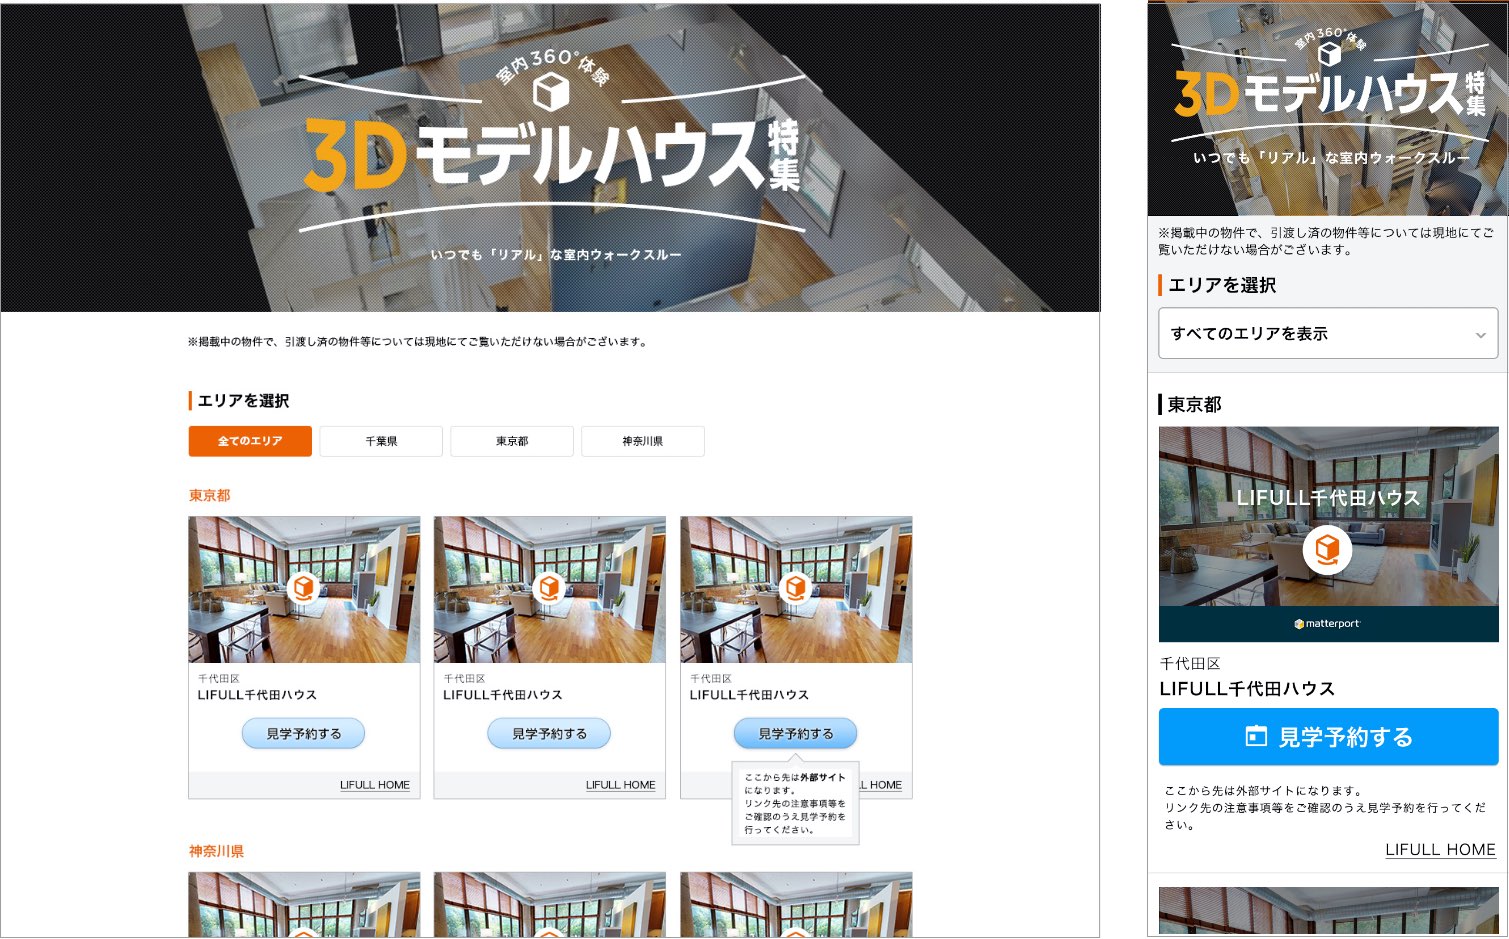 室内360°体験
3Dモデルハウス特集
いつでも「リアル」な室内ウォークスルー
※掲載中の物件で、引渡し済の物件等については現地にてご覧いただけない場合がございます。
エリアを選択
全てのエリア
千葉県
東京都
神奈川県
東京都
千代田区
LIFULL千代田ハウス
見学予約する
LIFULL HOME
千代田区
LIFULL千代田ハウス
見学予約する
LIFULL HOME
千代田区
LIFULL千代田ハウス
見学予約する
ここから先は外部サイト
になります。
リンク先の注意事項等を
ご確認のうえ見学予約を
行ってください。
LL HOME
神奈川県
室内360°体験
3Dモデルハウス特集
いつでも「リアル」な室内ウォークスルー
※掲載中の物件で、引渡し済の物件等については現地にてご
覧いただけない場合がございます。
エリアを選択
すべてのエリアを表示
東京都
LIFULL千代田ハウス
matterport
千代田区
LIFULL千代田ハウス
見学予約する
ここから先は外部サイトになります。
リンク先の注意事項等をご確認のうえ見学予約を行ってくだ
さい。
LIFULL HOME